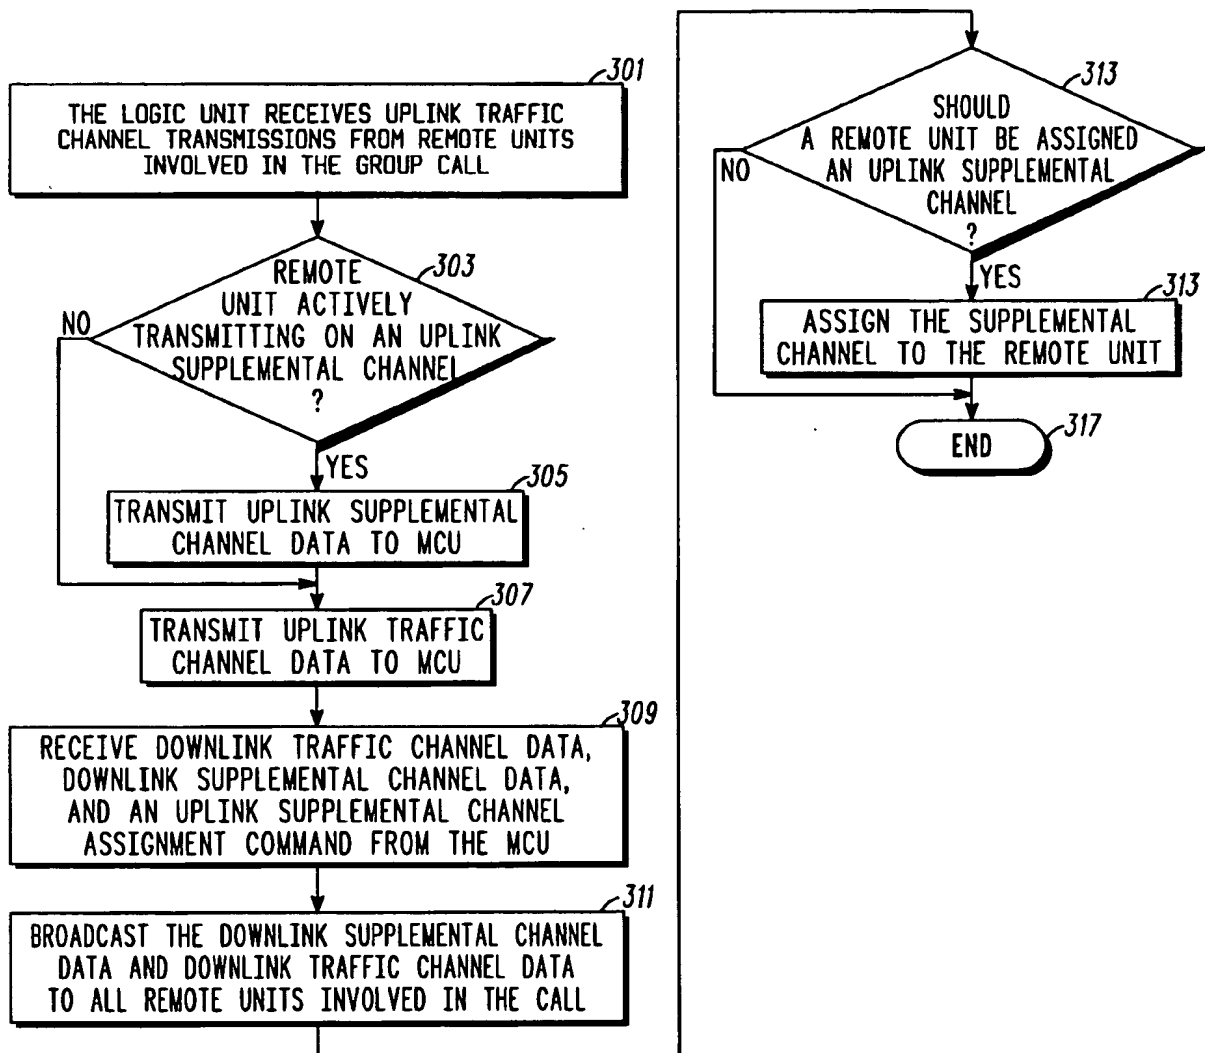 301
THE LOGIC UNIT RECEIVES UPLINK TRAFFIC
CHANNEL TRANSMISSIONS FROM REMOTE UNITS
INVOLVED IN THE GROUP CALL
303
REMOTE
UNIT ACTIVELY
TRANSMITTING ON AN UPLINK
SUPPLEMENTAL CHANNEL
?
NO
YES
305
TRANSMIT UPLINK SUPPLEMENTAL
CHANNEL DATA TO MCU
307
TRANSMIT UPLINK TRAFFIC
CHANNEL DATA TO MCU
309
RECEIVE DOWNLINK TRAFFIC CHANNEL DATA,
DOWNLINK SUPPLEMENTAL CHANNEL DATA,
AND AN UPLINK SUPPLEMENTAL CHANNEL
ASSIGNMENT COMMAND FROM THE MCU
311
BROADCAST THE DOWNLINK SUPPLEMENTAL CHANNEL
DATA AND DOWNLINK TRAFFIC CHANNEL DATA
TO ALL REMOTE UNITS INVOLVED IN THE CALL
313
SHOULD
A REMOTE UNIT BE ASSIGNED
AN UPLINK SUPPLEMENTAL
CHANNEL
?
NO
YES
313
ASSIGN THE SUPPLEMENTAL
CHANNEL TO THE REMOTE UNIT
317
END